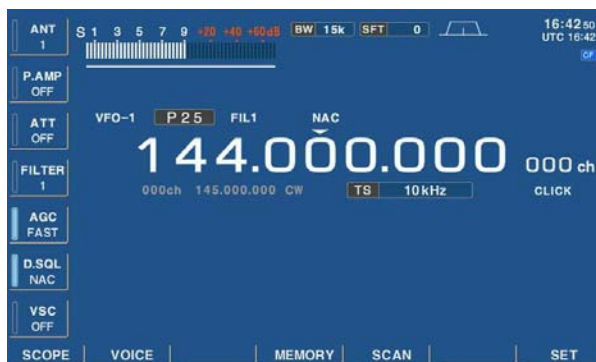 ANT
1
S 1 3 5 7 9 +20 +40 +60dB
BW 15k
SFT 0
16:42 50
UTC 16:42
CF
P.AMP
OFF
ATT
OFF
VFO-1 P25 FIL1 NAC
144.000.000
000 ch
FILTER
1
000ch 145.000.000 CW
TS 10kHz
CLICK
AGC
FAST
D.SQL
NAC
VSC
OFF
SCOPE VOICE MEMORY SCAN SET